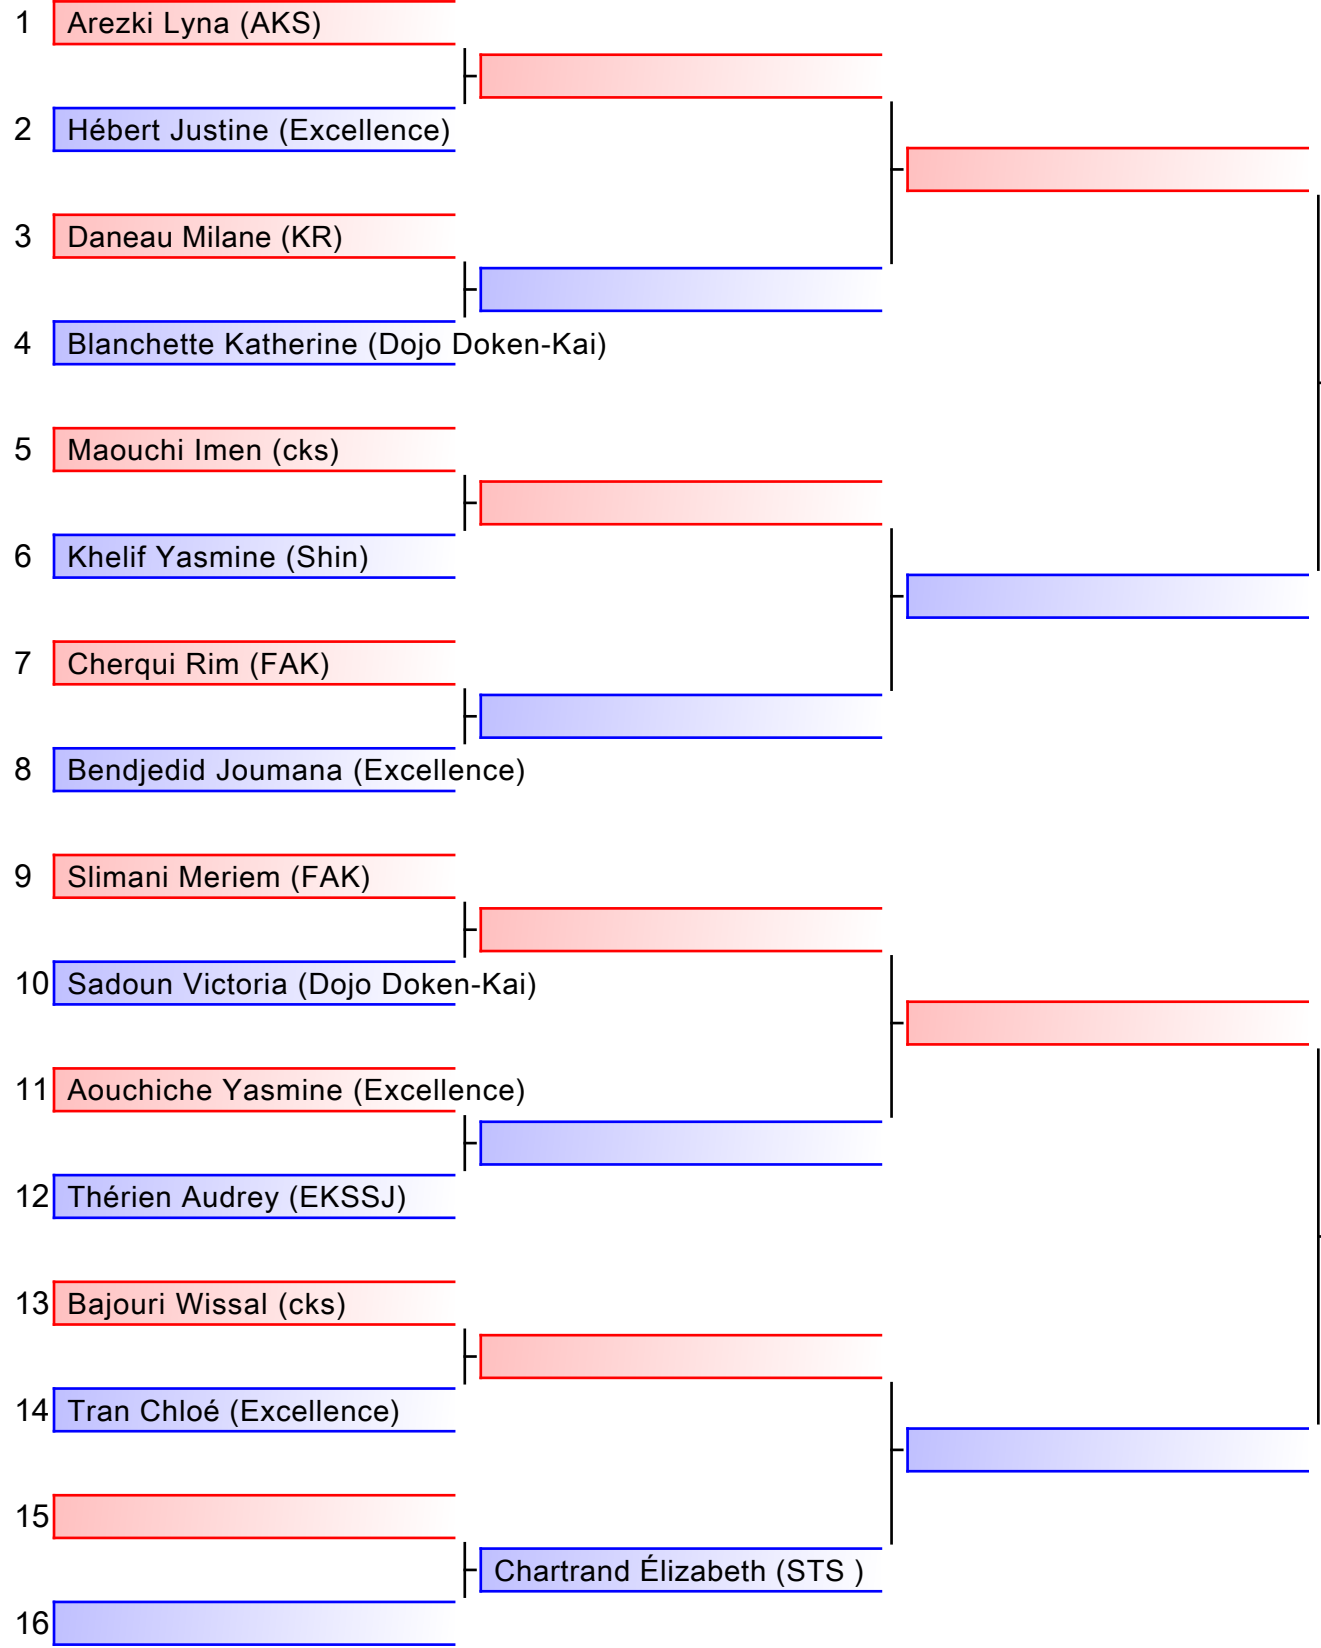 1 Arezki Lyna (AKS)
2 Hébert Justine (Excellence)
3 Daneau Milane (KR)
4 Blanchette Katherine (Dojo Doken-Kai)
5 Maouchi Imen (cks)
6 Khelif Yasmine (Shin)
7 Cherqui Rim (FAK)
8 Bendjedid Joumana (Excellence)
9 Slimani Meriem (FAK)
10 Sadoun Victoria (Dojo Doken-Kai)
11 Aouchiche Yasmine (Excellence)
12 Thérien Audrey (EKSSJ)
13 Bajouri Wissal (cks)
14 Tran Chloé (Excellence)
15
Chartrand Élizabeth (STS )
16